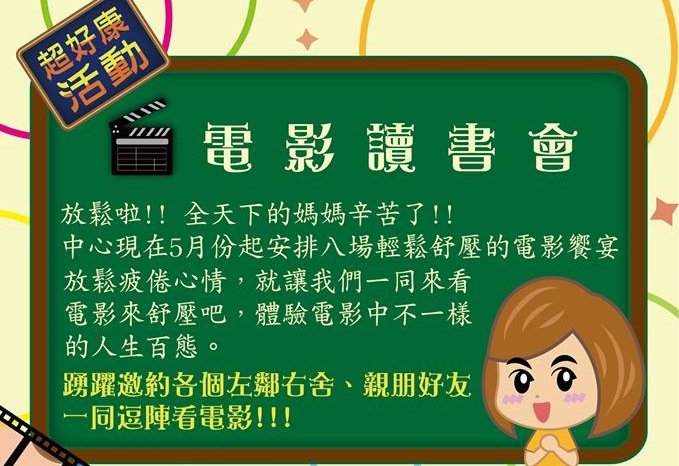 超好康
活動
電影讀書會
放鬆啦!! 全天下的媽媽辛苦了!!
中心現在5月份起安排八場輕鬆舒壓的電影饗宴
放鬆疲倦心情，就讓我們一同來看
電影來舒壓吧，體驗電影中不一樣
的人生百態。
踴躍邀約各個左鄰右舍、親朋好友
一同逗陣看電影!!!